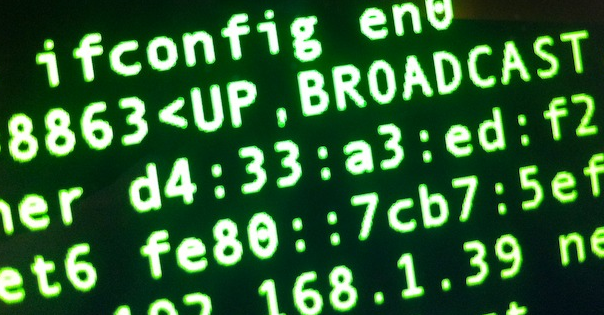 ifconfig en0
8863<UP,BROADCAST
her d4:33:a3:ed:f2
et6 fe80::7cb7:5ef
192.168.1.39 ne